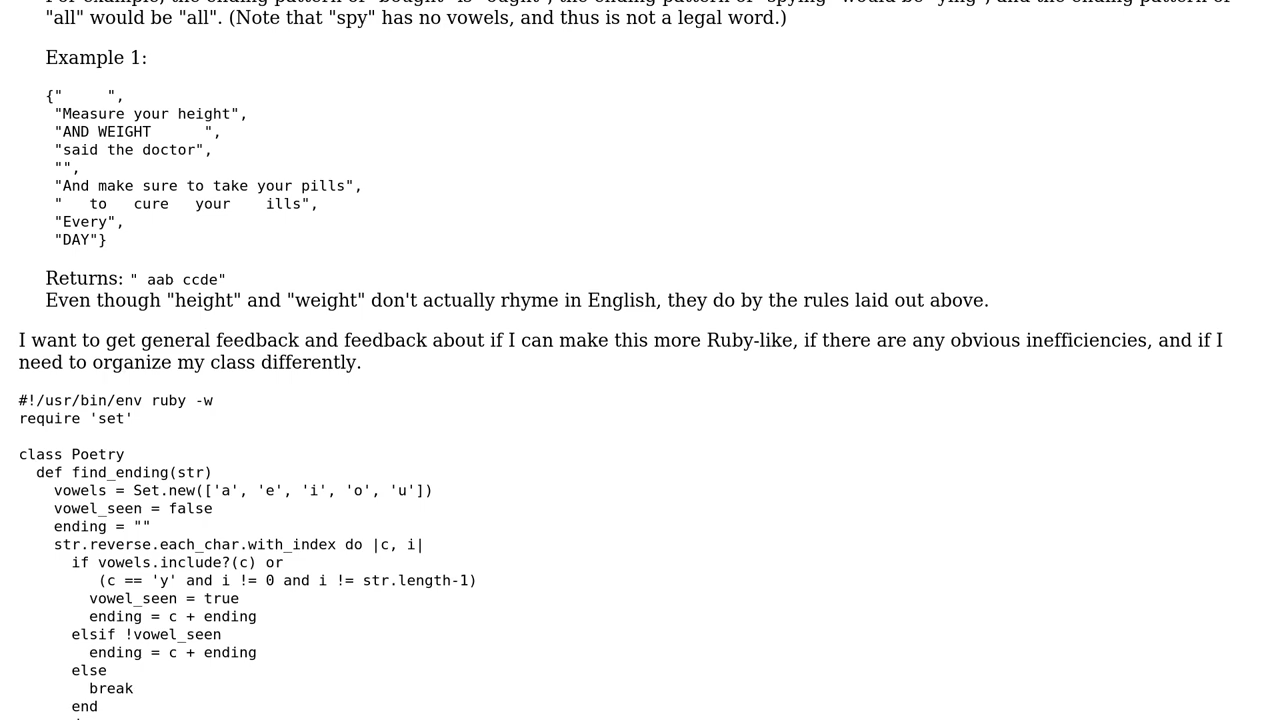 "all" would be "all". (Note that "spy" has no vowels, and thus is not a legal word.)
Example 1:
{"     ",
 "Measure your height",
 "AND WEIGHT      ",
 "said the doctor",
 "",
 "And make sure to take your pills",
 "   to   cure   your    ills",
 "Every",
 "DAY"}
Returns: " aab ccde"
Even though "height" and "weight" don't actually rhyme in English, they do by the rules laid out above.
I want to get general feedback and feedback about if I can make this more Ruby-like, if there are any obvious inefficiencies, and if I
need to organize my class differently.
#!/usr/bin/env ruby -w
require 'set'
class Poetry
  def find_ending(str)
    vowels = Set.new(['a', 'e', 'i', 'o', 'u'])
    vowel_seen = false
    ending = ""
    str.reverse.each_char.with_index do |c, i|
      if vowels.include?(c) or
         (c == 'y' and i != 0 and i != str.length-1)
        vowel_seen = true
        ending = c + ending
      elsif !vowel_seen
        ending = c + ending
      else
        break
      end